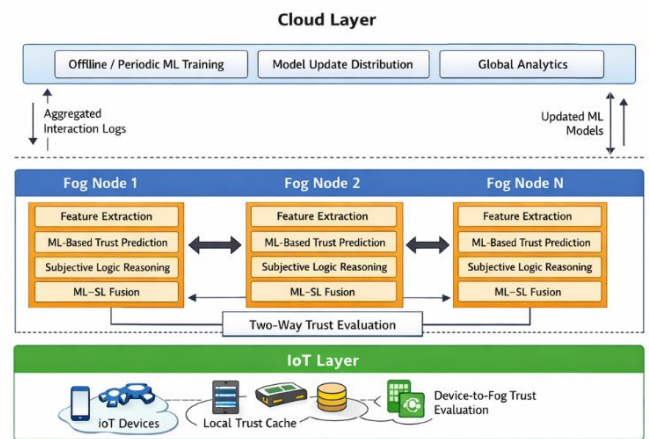 Cloud Layer
Offlline / Periodic ML Training
Model Update Distribution
Global Analytics
Aggregated
Interaction Logs
Updated ML
Models
Fog Node 1
Fog Node 2
Fog Node N
Feature Extraction
ML-Based Trust Prediction
Subjective Logic Reasoning
ML–SL Fusion
Feature Extraction
ML-Based Trust Prediction
Subjective Logic Reasoning
ML–SL Fusion
Feature Extraction
ML-Based Trust Prediction
Subjective Logic Reasoning
ML–SL Fusion
Two-Way Trust Evaluation
IoT Layer
ioT Devices
Local Trust Cache
Device-to-Fog Trust
Evaluation